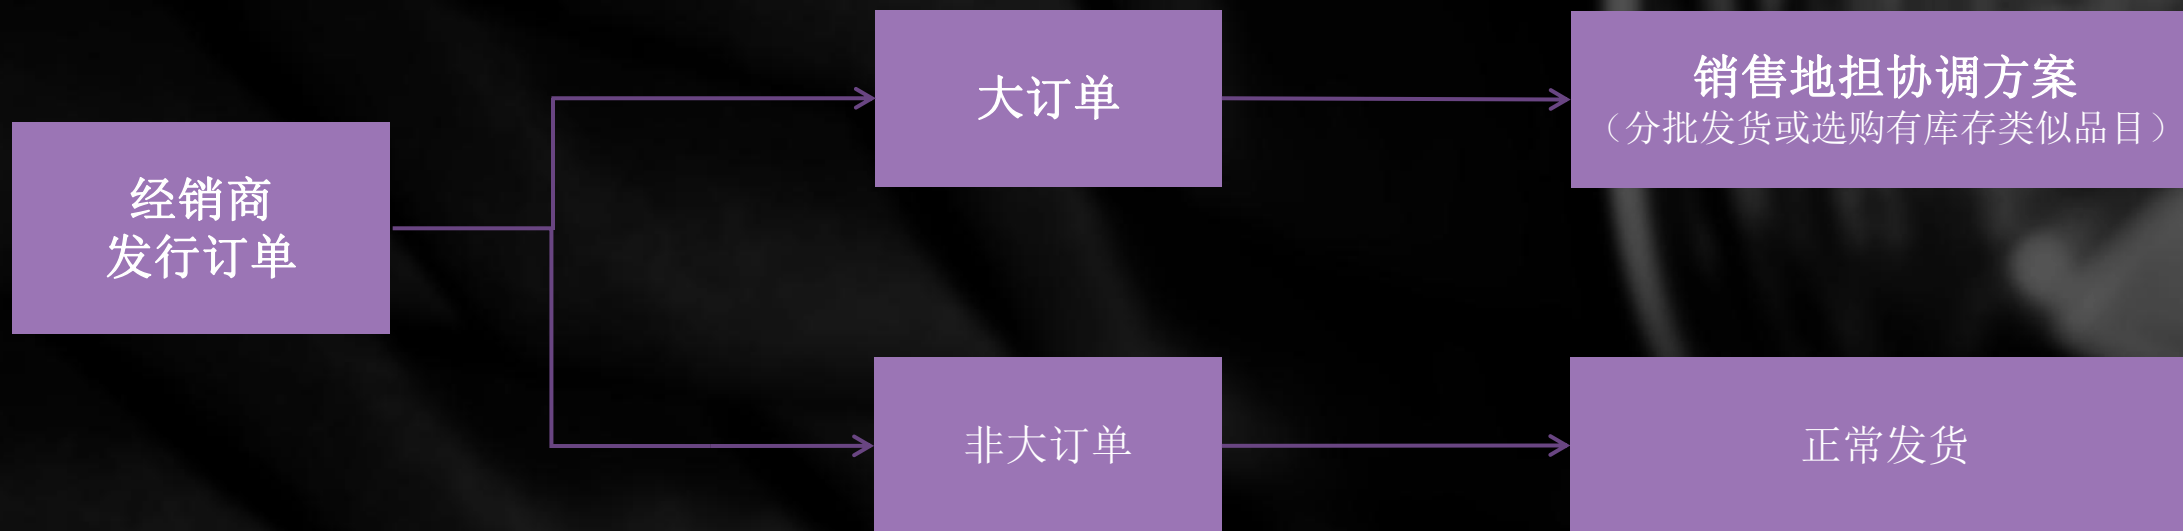 经销商
发行订单
大订单
销售地担协调方案
（分批发货或选购有库存类似品目）
非大订单
正常发货